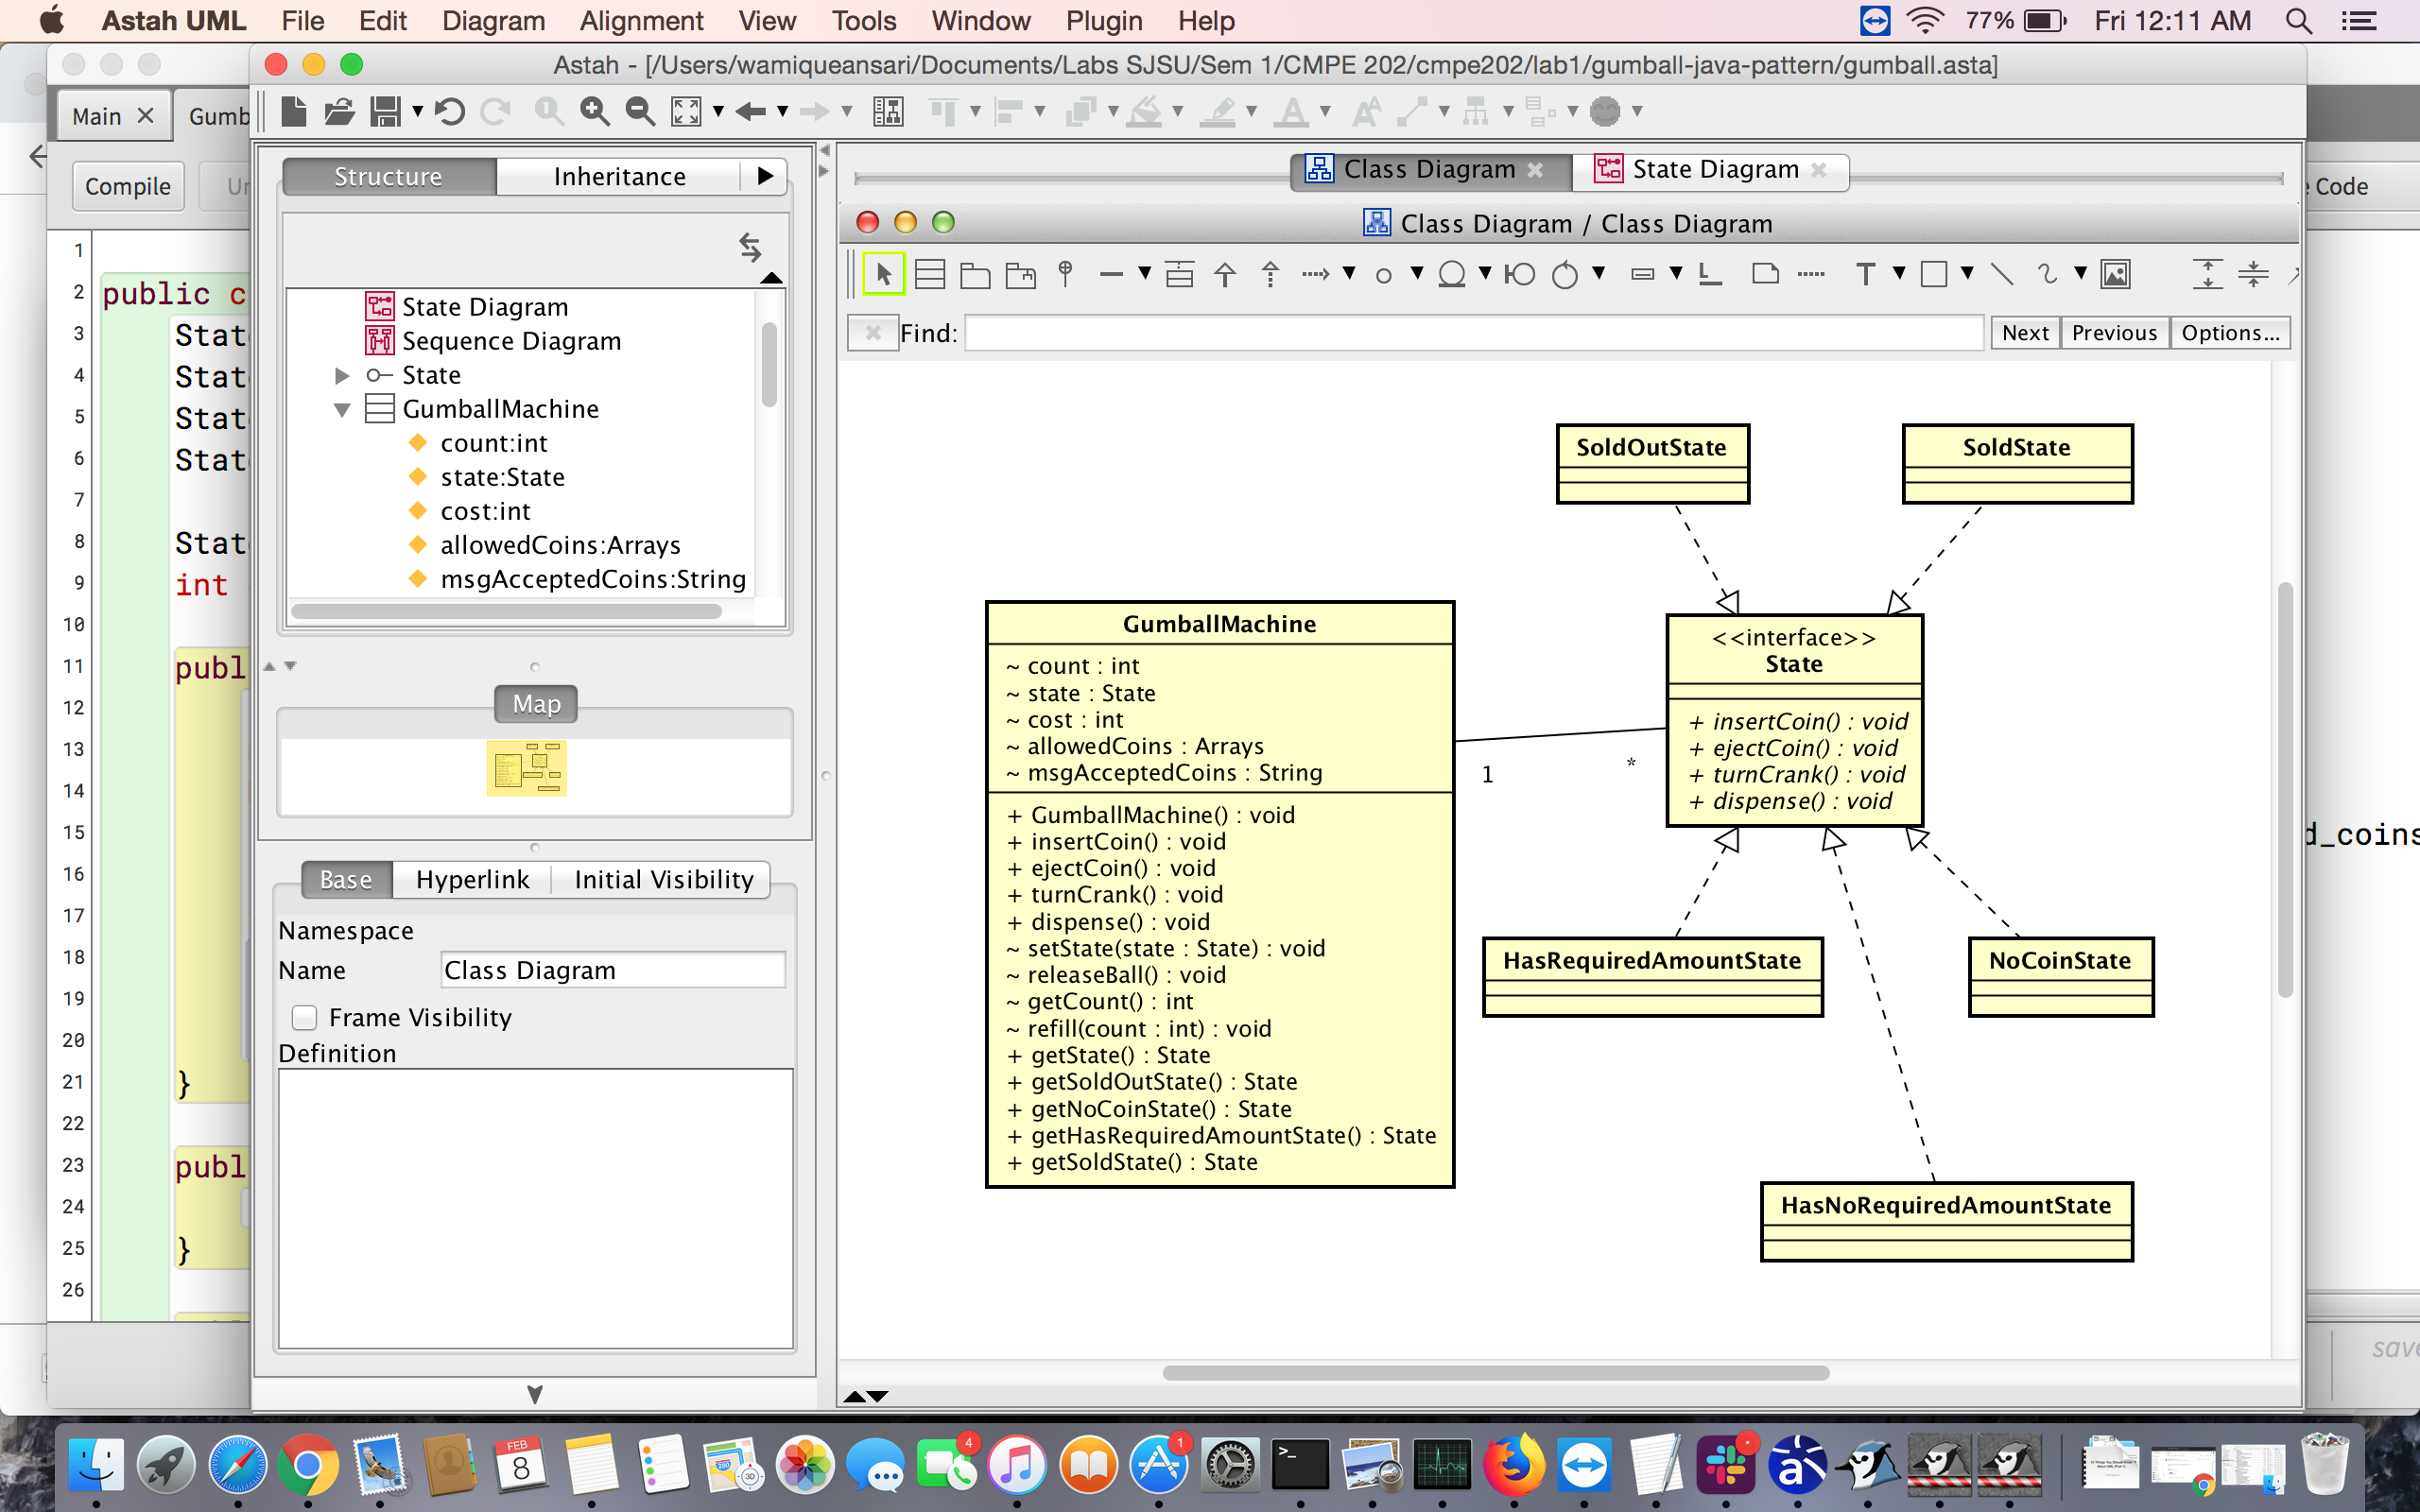 Astah UML File Edit Diagram Alignment View Tools Window Plugin Help 77% Fri 12:11 AM
Astah - [/Users/wamiqueansari/Documents/Labs SJSU/Sem 1/CMPE 202/cmpe202/lab1/gumball-java-pattern/gumball.asta]
Main
Gumb
Compile
Code
1
2 public c
3 Stat
4 Stat
5 Stat
6 Stat
7
8 Stat
9 int
10
11 publ
12
13
14
15
16
17
18
19
20
21 }
22
23 publ
24
25 }
26
d_coins
save
Structure Inheritance
State Diagram
Sequence Diagram
State
GumballMachine
count:int
state:State
cost:int
allowedCoins:Arrays
msgAcceptedCoins:String
Map
Base Hyperlink Initial Visibility
Namespace
Name Class Diagram
Frame Visibility
Definition
Class Diagram State Diagram
Class Diagram / Class Diagram
Find: Next Previous Options...
SoldOutState
SoldState
GumballMachine
~ count : int
~ state : State
~ cost : int
~ allowedCoins : Arrays
~ msgAcceptedCoins : String
+ GumballMachine() : void
+ insertCoin() : void
+ ejectCoin() : void
+ turnCrank() : void
+ dispense() : void
~ setState(state : State) : void
~ releaseBall() : void
~ getCount() : int
~ refill(count : int) : void
+ getState() : State
+ getSoldOutState() : State
+ getNoCoinState() : State
+ getHasRequiredAmountState() : State
+ getSoldState() : State
1
*
<<interface>>
State
+ insertCoin() : void
+ ejectCoin() : void
+ turnCrank() : void
+ dispense() : void
HasRequiredAmountState
NoCoinState
HasNoRequiredAmountState
FEB
8
4
1